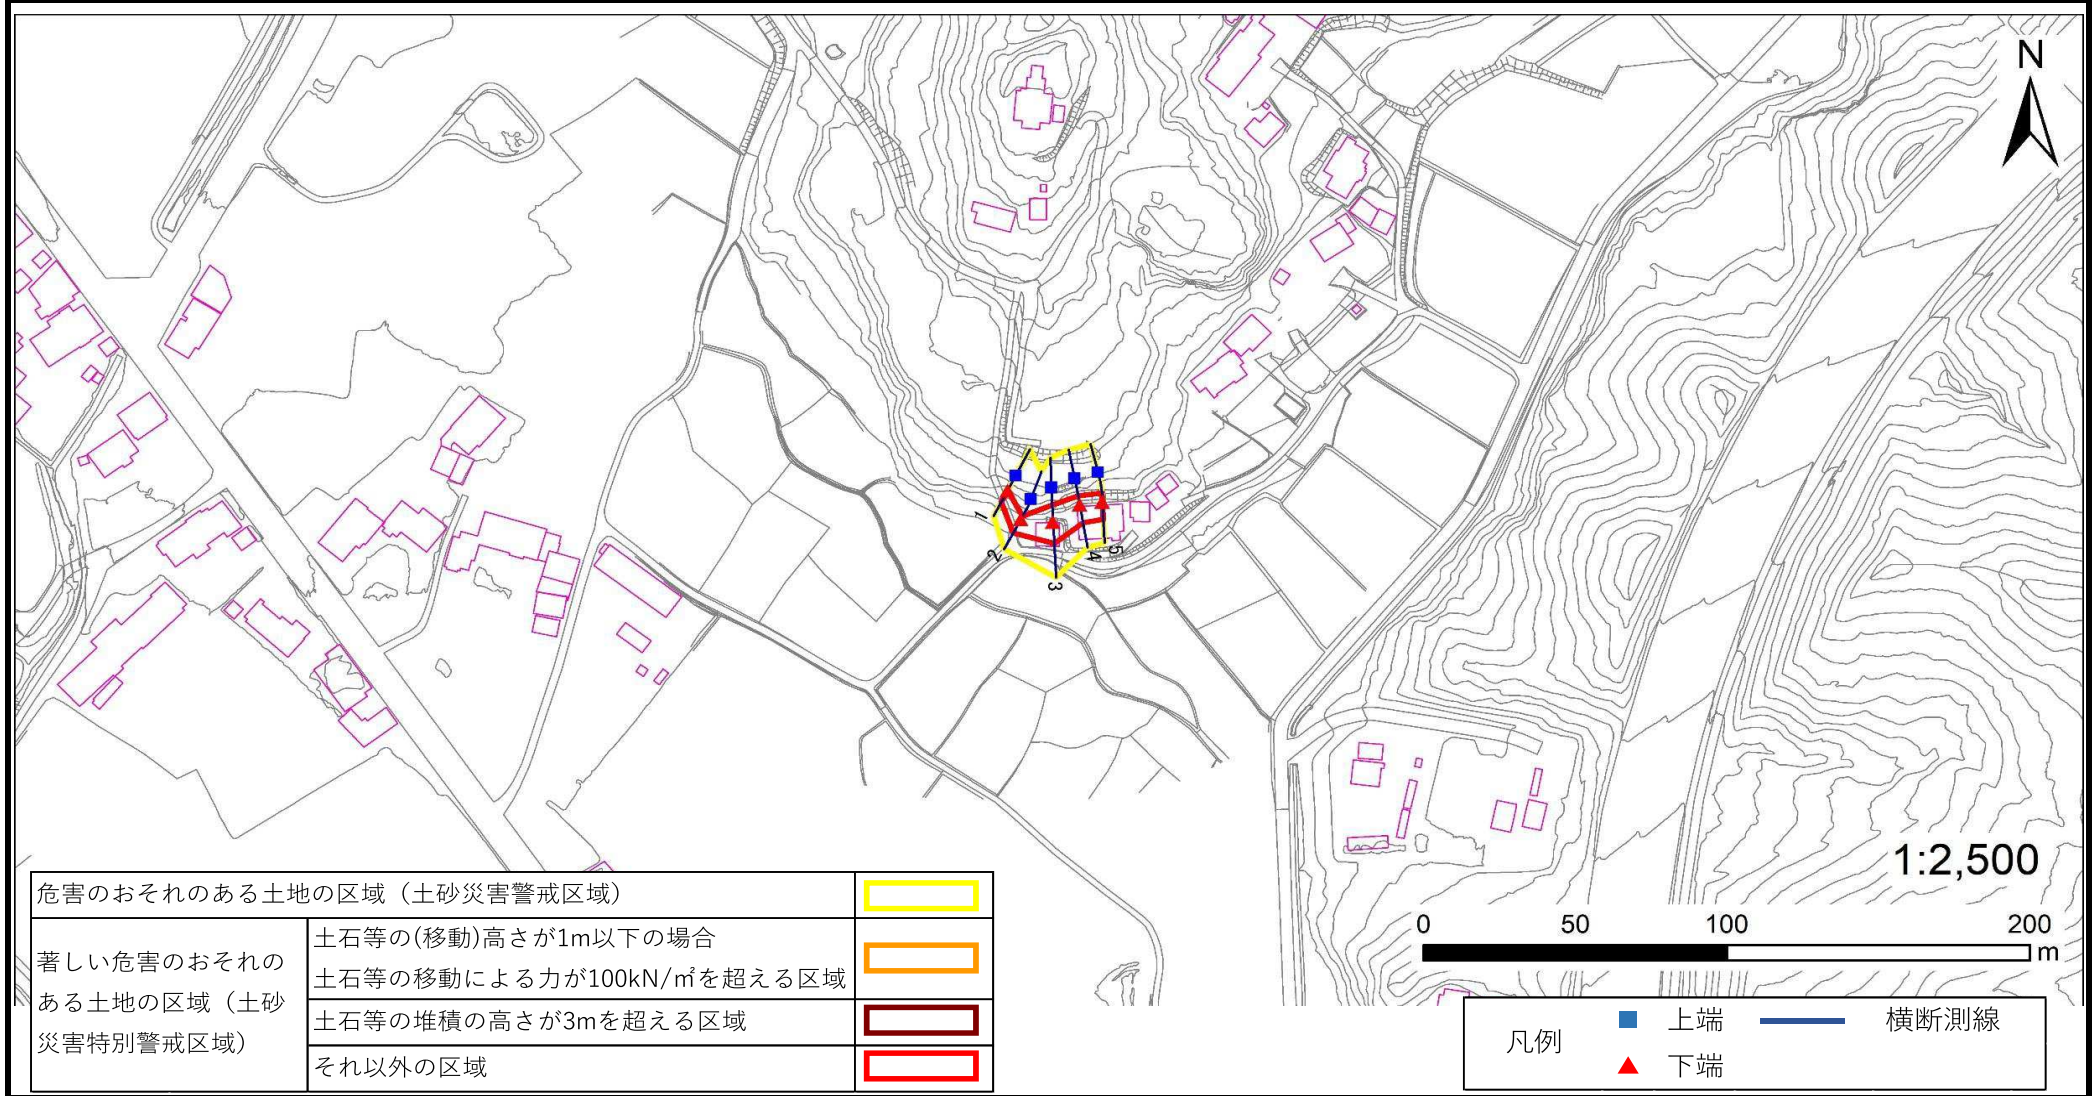 N
1
2
3
4
5
1:2,500
0 50 100 200
m
危害のおそれのある土地の区域（土砂災害警戒区域）
著しい危害のおそれの
ある土地の区域（土砂
災害特別警戒区域）
土石等の(移動)高さが1m以下の場合
土石等の移動による力が100kN/㎡を超える区域
土石等の堆積の高さが3mを超える区域
それ以外の区域
凡例
上端
横断測線
下端